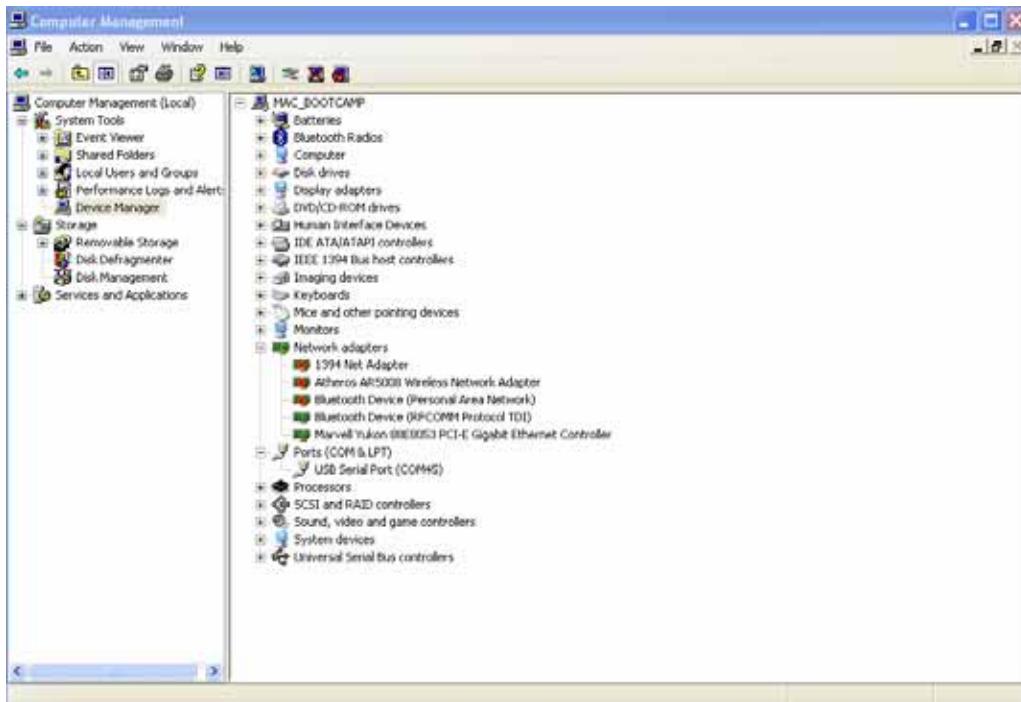 Computer Management
File Action View Window Help
Computer Management (Local)
System Tools
Event Viewer
Shared Folders
Local Users and Groups
Performance Logs and Alert:
Device Manager
Storage
Removable Storage
Disk Defragmenter
Disk Management
Services and Applications
MAC_BOOTCAMP
Batteries
Bluetooth Radios
Computer
Disk drives
Display adapters
DVD/CD-ROM drives
Human Interface Devices
IDE ATA/ATAPI controllers
IEEE 1394 Bus host controllers
Imaging devices
Keyboards
Mice and other pointing devices
Monitors
Network adapters
1394 Net Adapter
Atheros AR5008 Wireless Network Adapter
Bluetooth Device (Personal Area Network)
Bluetooth Device (RFCOMM Protocol TDI)
Marvell Yukon 88E8053 PCI-E Gigabit Ethernet Controller
Ports (COM & LPT)
USB Serial Port
Processors
SCSI and RAID controllers
Sound, video and game controllers
System devices
Universal Serial Bus controllers